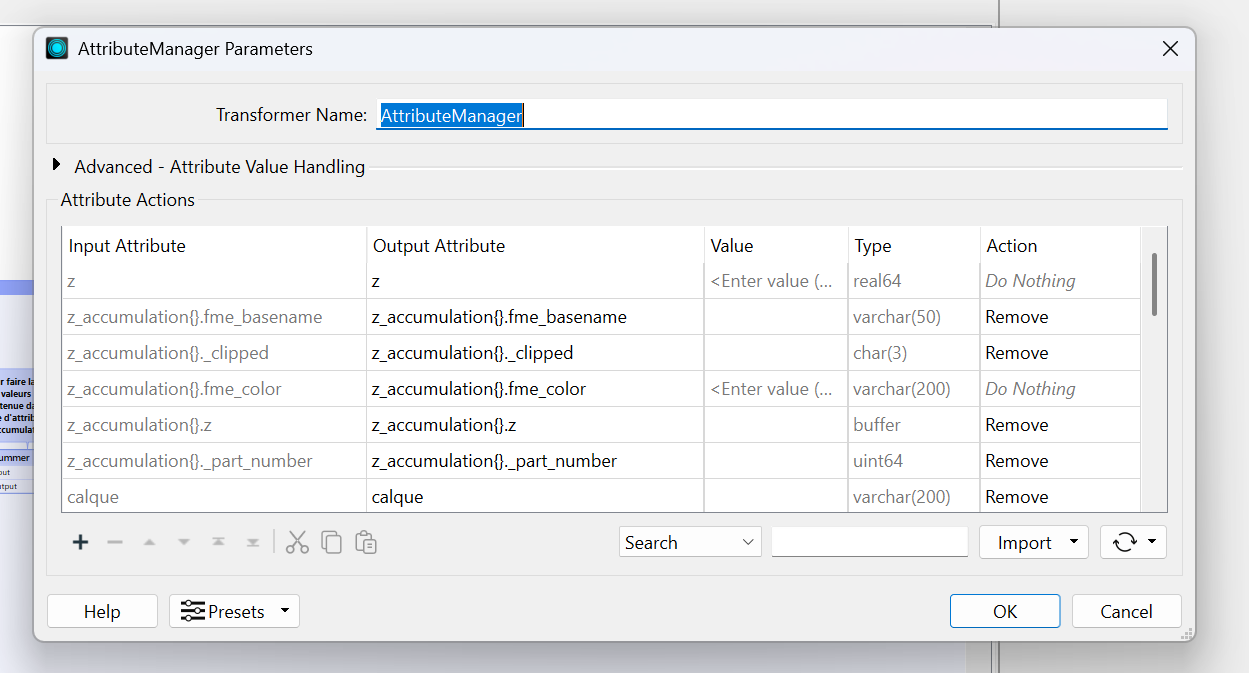 AttributeManager Parameters
Transformer Name: AttributeManager
Advanced - Attribute Value Handling
Attribute Actions
Input Attribute Output Attribute Value Type Action
z z <Enter value (... real64 Do Nothing
z_accumulation{}.fme_basename z_accumulation{}.fme_basename varchar(50) Remove
z_accumulation{}._clipped z_accumulation{}._clipped char(3) Remove
z_accumulation{}.fme_color z_accumulation{}.fme_color <Enter value (... varchar(200) Do Nothing
z_accumulation{}.z z_accumulation{}.z buffer Remove
z_accumulation{}._part_number z_accumulation{}._part_number uint64 Remove
calque calque varchar(200) Remove
r faire la
valeurs
tenue da
e d'attrib
ccumulat
ummer
out
utput
Search Import
Help Presets OK Cancel